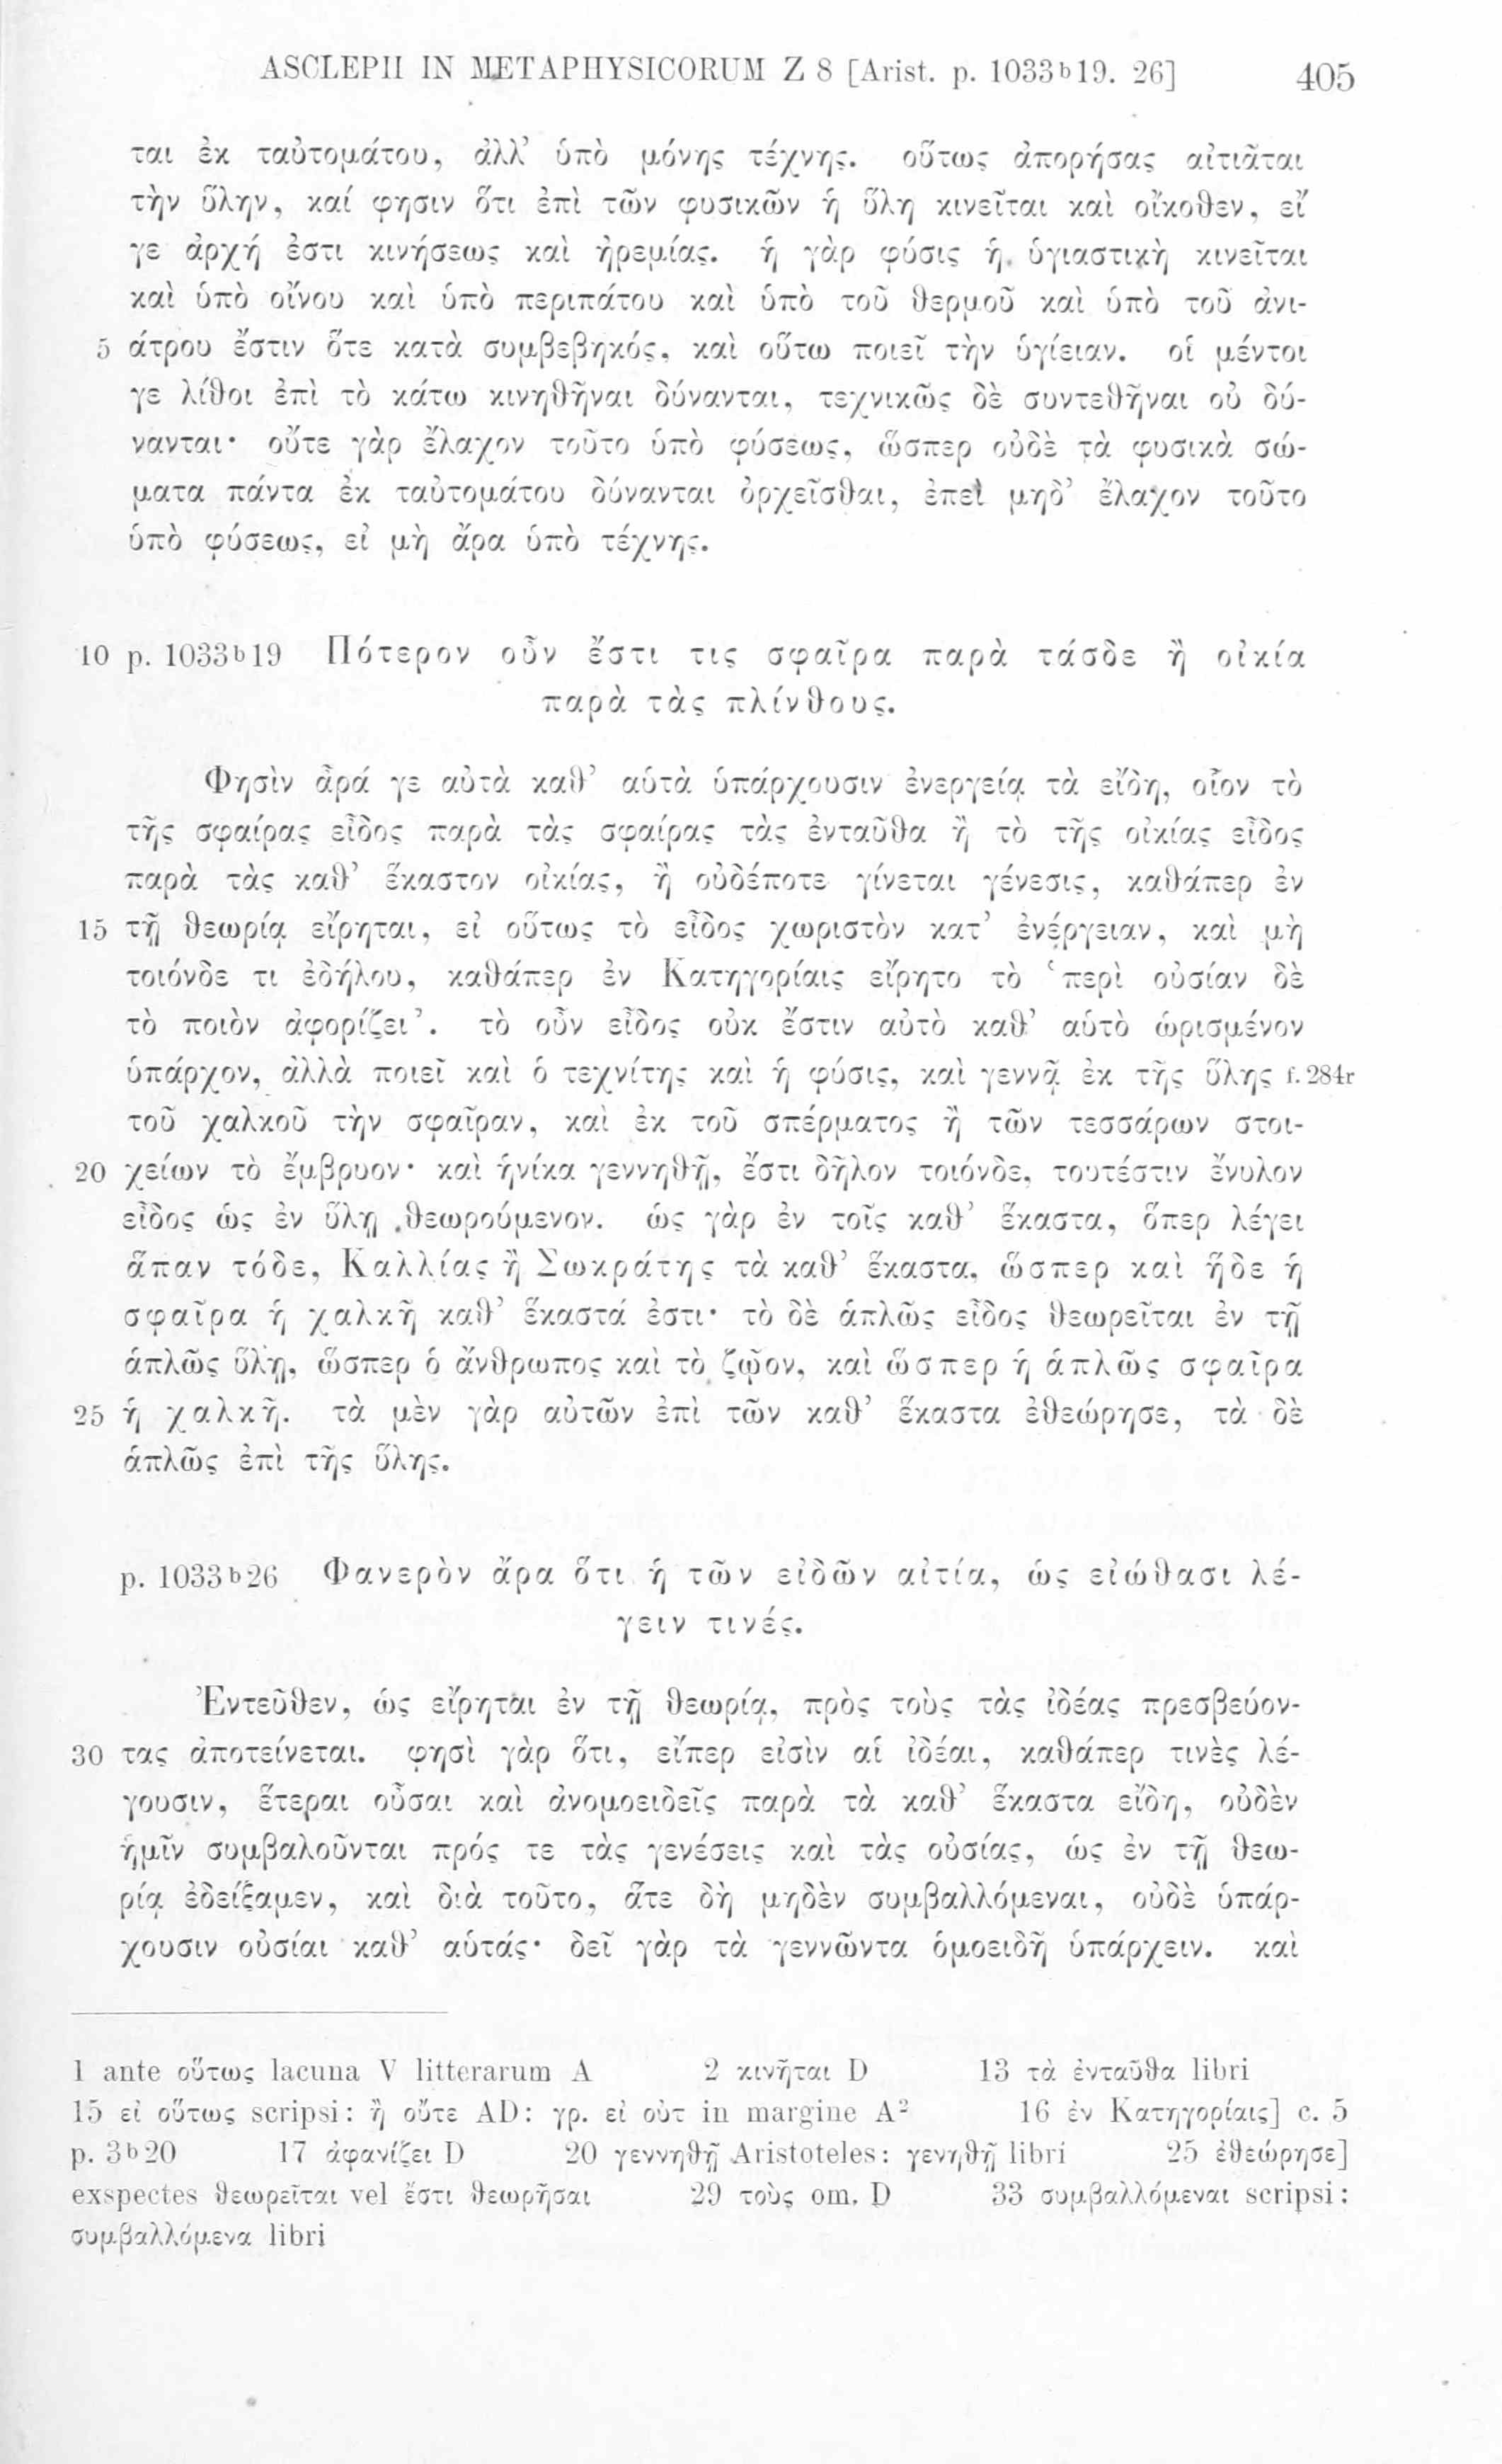 ASCLEPII IN METAPHYSICORUM Z 8 [Arist. p. 1033ᵇ19. 26] 405
ται ἐκ ταὐτομάτου, ἀλλ’ ὑπὸ μόνης τέχνης. οὕτως ἀπορήσας αἰτιᾶται
τὴν ὕλην, καί φησιν ὅτι ἐπὶ τῶν φυσικῶν ἡ ὕλη κινεῖται καὶ οἴκοθεν, εἴ
γε ἀρχή ἐστι κινήσεως καὶ ἠρεμίας. ἡ γὰρ φύσις ἡ ὑγιαστικὴ κινεῖται
καὶ ὑπὸ οἴνου καὶ ὑπὸ περιπάτου καὶ ὑπὸ τοῦ θερμοῦ καὶ ὑπὸ τοῦ ἀνι-
5 άτρου ἔστιν ὅτε κατὰ συμβεβηκός, καὶ οὕτω ποιεῖ τὴν ὑγίειαν. οἱ μέντοι
γε λίθοι ἐπὶ τὸ κάτω κινηθῆναι δύνανται, τεχνικῶς δὲ συντεθῆναι οὐ δύ-
νανται· οὔτε γὰρ ἔλαχον τοῦτο ὑπὸ φύσεως, ὥσπερ οὐδὲ τὰ φυσικὰ σώ-
ματα πάντα ἐκ ταὐτομάτου δύνανται ὀρχεῖσθαι, ἐπεὶ μηδ’ ἔλαχον τοῦτο
ὑπὸ φύσεως, εἰ μὴ ἄρα ὑπὸ τέχνης.
10 p. 1033ᵇ19 Πότερον οὖν ἔστι τις σφαῖρα παρὰ τάσδε ἢ οἰκία
παρὰ τὰς πλίνθους.
Φησὶν ἆρά γε αὐτὰ καθ’ αὑτὰ ὑπάρχουσιν ἐνεργείᾳ τὰ εἴδη, οἷον τὸ
τῆς σφαίρας εἶδος παρὰ τὰς σφαίρας τὰς ἐνταῦθα ἢ τὸ τῆς οἰκίας εἶδος
παρὰ τὰς καθ’ ἕκαστον οἰκίας, ἢ οὐδέποτε γίνεται γένεσις, καθάπερ ἐν
15 τῇ θεωρίᾳ εἴρηται, εἰ οὕτως τὸ εἶδος χωριστὸν κατ’ ἐνέργειαν, καὶ μὴ
τοιόνδε τι ἐδήλου, καθάπερ ἐν Κατηγορίαις εἴρητο τὸ ‘περὶ οὐσίαν δὲ
τὸ ποιὸν ἀφορίζει’. τὸ οὖν εἶδος οὐκ ἔστιν αὐτὸ καθ’ αὑτὸ ὡρισμένον
ὑπάρχον, ἀλλὰ ποιεῖ καὶ ὁ τεχνίτης καὶ ἡ φύσις, καὶ γεννᾷ ἐκ τῆς ὕλης f. 284r
τοῦ χαλκοῦ τὴν σφαῖραν, καὶ ἐκ τοῦ σπέρματος ἢ τῶν τεσσάρων στοι-
20 χείων τὸ ἔμβρυον· καὶ ἡνίκα γεννηθῇ, ἔστι δῆλον τοιόνδε, τουτέστιν ἔνυλον
εἶδος ὡς ἐν ὕλῃ θεωρούμενον. ὡς γὰρ ἐν τοῖς καθ’ ἕκαστα, ὅπερ λέγει
ἅπαν τόδε, Καλλίας ἢ Σωκράτης τὰ καθ’ ἕκαστα, ὥσπερ καὶ ἥδε ἡ
σφαῖρα ἡ χαλκῆ καθ’ ἕκαστά ἐστι· τὸ δὲ ἁπλῶς εἶδος θεωρεῖται ἐν τῇ
ἁπλῶς ὕλῃ, ὥσπερ ὁ ἄνθρωπος καὶ τὸ ζῷον, καὶ ὥσπερ ἡ ἁπλῶς σφαῖρα
25 ἡ χαλκῆ. τὰ μὲν γὰρ αὐτῶν ἐπὶ τῶν καθ’ ἕκαστα ἐθεώρησε, τὰ δὲ
ἁπλῶς ἐπὶ τῆς ὕλης.
p. 1033ᵇ26 Φανερὸν ἄρα ὅτι ἡ τῶν εἰδῶν αἰτία, ὡς εἰώθασι λέ-
γειν τινές.
Ἐντεῦθεν, ὡς εἴρηται ἐν τῇ θεωρίᾳ, πρὸς τοὺς τὰς ἰδέας πρεσβεύον-
30 τας ἀποτείνεται. φησὶ γὰρ ὅτι, εἴπερ εἰσὶν αἱ ἰδέαι, καθάπερ τινὲς λέ-
γουσιν, ἕτεραι οὖσαι καὶ ἀνομοειδεῖς παρὰ τὰ καθ’ ἕκαστα εἴδη, οὐδὲν
ἡμῖν συμβαλοῦνται πρός τε τὰς γενέσεις καὶ τὰς οὐσίας, ὡς ἐν τῇ θεω-
ρίᾳ ἐδείξαμεν, καὶ διὰ τοῦτο, ἅτε δὴ μηδὲν συμβαλλόμεναι, οὐδὲ ὑπάρ-
χουσιν οὐσίαι καθ’ αὑτάς· δεῖ γὰρ τὰ γεννῶντα ὁμοειδῆ ὑπάρχειν. καὶ
1 ante οὕτως lacuna V litterarum A 2 κινῆται D 13 τὰ ἐνταῦθα libri
15 εἰ οὕτως scripsi: ἢ οὔτε AD: γρ. εἰ οὐτ in margine A² 16 ἐν Κατηγορίαις] c. 5
p. 3ᵇ20 17 ἀφανίζει D 20 γεννηθῇ Aristoteles: γενηθῇ libri 25 ἐθεώρησε]
exspectes θεωρεῖται vel ἔστι θεωρῆσαι 29 τοὺς om. D 33 συμβαλλόμεναι scripsi:
συμβαλλόμενα libri